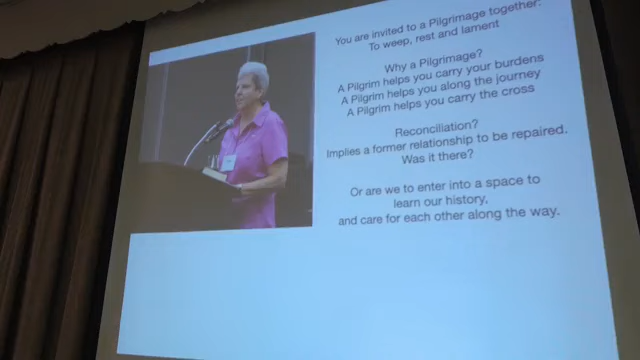 You are invited to a Pilgrimage together:
To weep, rest and lament
Why a Pilgrimage?
A Pilgrim helps you carry your burdens
A Pilgrim helps you along the journey
A Pilgrim helps you carry the cross
Reconciliation?
Implies a former relationship to be repaired.
Was it there?
Or are we to enter into a space to
learn our history,
and care for each other along the way.